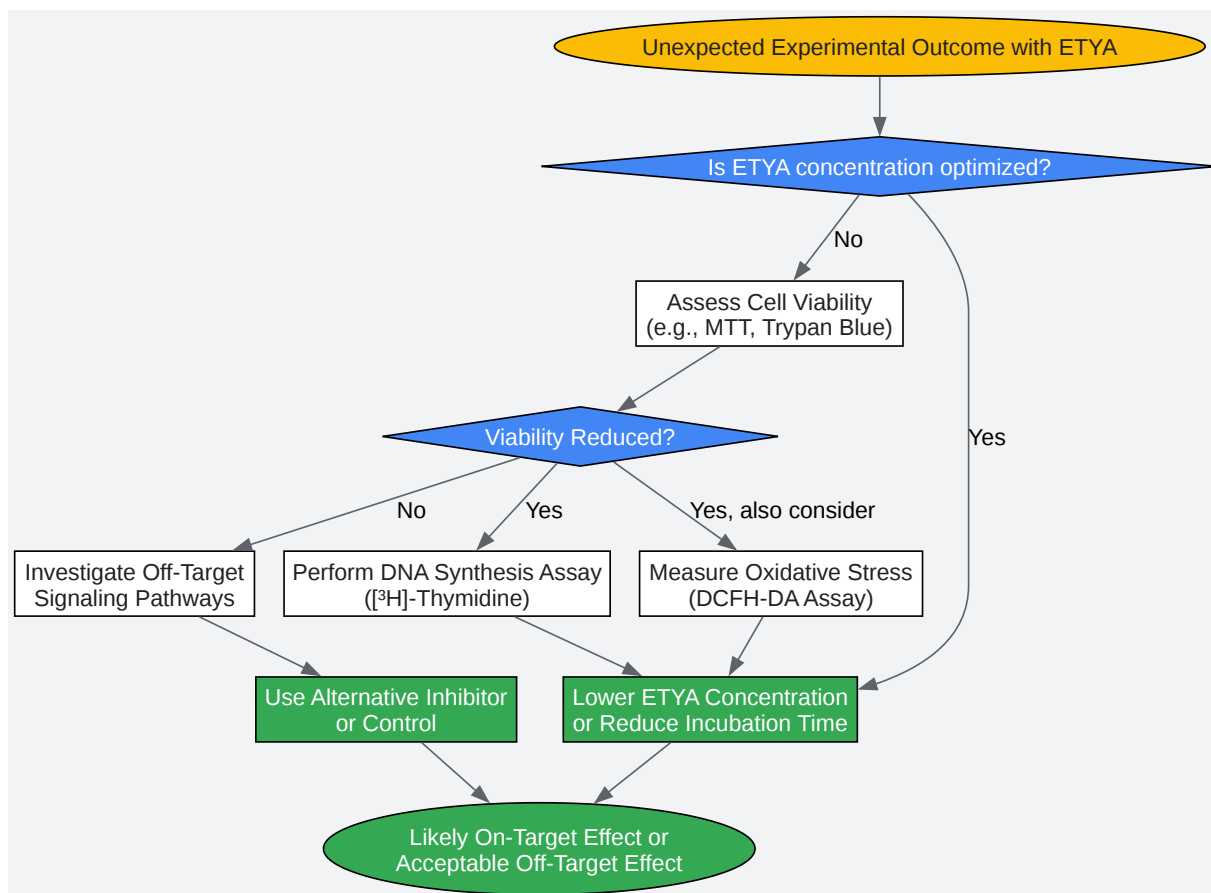 Unexpected Experimental Outcome with ETYA
Is ETYA concentration optimized?
No
Assess Cell Viability
(e.g., MTT, Trypan Blue)
Yes
Viability Reduced?
No
Yes
Yes, also consider
Investigate Off-Target
Signaling Pathways
Perform DNA Synthesis Assay
([³H]-Thymidine)
Measure Oxidative Stress
(DCFH-DA Assay)
Use Alternative Inhibitor
or Control
Lower ETYA Concentration
or Reduce Incubation Time
Likely On-Target Effect or
Acceptable Off-Target Effect